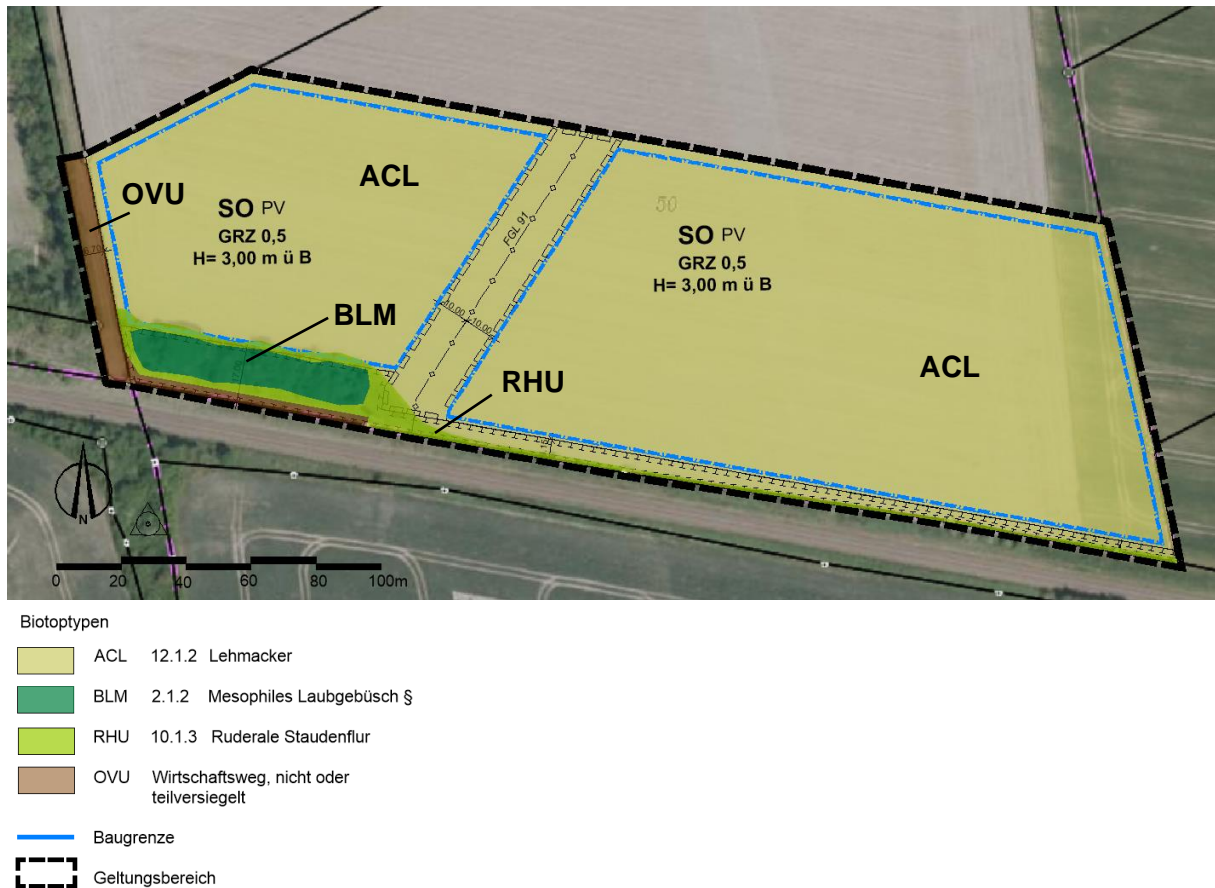 OVU
ACL
SO PV
GRZ 0,5
H= 3,00 m ü B
FGL 91
50
SO PV
GRZ 0,5
H= 3,00 m ü B
BLM
10.00
10.00
RHU
ACL
N
0 20 40 60 80 100m
Biotoptypen
ACL 12.1.2 Lehmacker
BLM 2.1.2 Mesophiles Laubgebüsch §
RHU 10.1.3 Ruderale Staudenflur
OVU Wirtschaftsweg, nicht oder
teilversiegelt
Baugrenze
Geltungsbereich